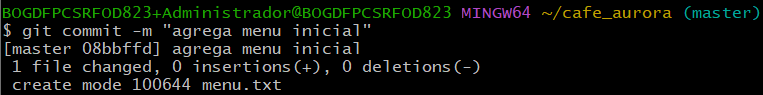 BOGDFPCSRFOD823+Administrador@BOGDFPCSRFOD823 MINGW64 ~/cafe_aurora (master)
$ git commit -m "agrega menu inicial"
[master 08bbffd] agrega menu inicial
 1 file changed, 0 insertions(+), 0 deletions(-)
 create mode 100644 menu.txt